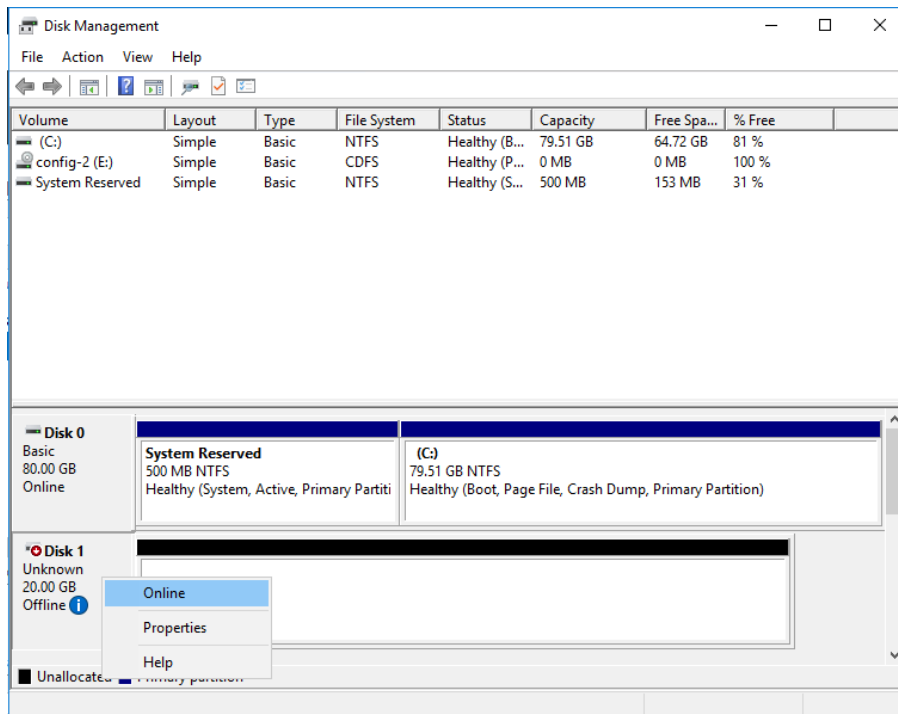 Disk Management
File Action View Help
Volume Layout Type File System Status Capacity Free Spa... % Free
(C:) Simple Basic NTFS Healthy (B... 79.51 GB 64.72 GB 81 %
config-2 (E:) Simple Basic CDFS Healthy (P... 0 MB 0 MB 100 %
System Reserved Simple Basic NTFS Healthy (S... 500 MB 153 MB 31 %
Disk 0
Basic
80.00 GB
Online
System Reserved
500 MB NTFS
Healthy (System, Active, Primary Partiti
(C:)
79.51 GB NTFS
Healthy (Boot, Page File, Crash Dump, Primary Partition)
Disk 1
Unknown
20.00 GB
Offline
Online
Properties
Help
Unallocated Primary partition